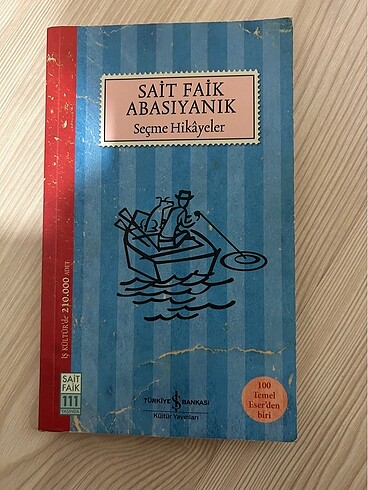 SAİT FAİK
ABASIYANIK
Seçme Hikâyeler
İŞ KÜLTÜR'de 210.000 ADET
SAİT
FAİK
111
YAŞINDA
100
Temel
Eser'den
biri
TÜRKİYE İŞ BANKASI
Kültür Yayınları